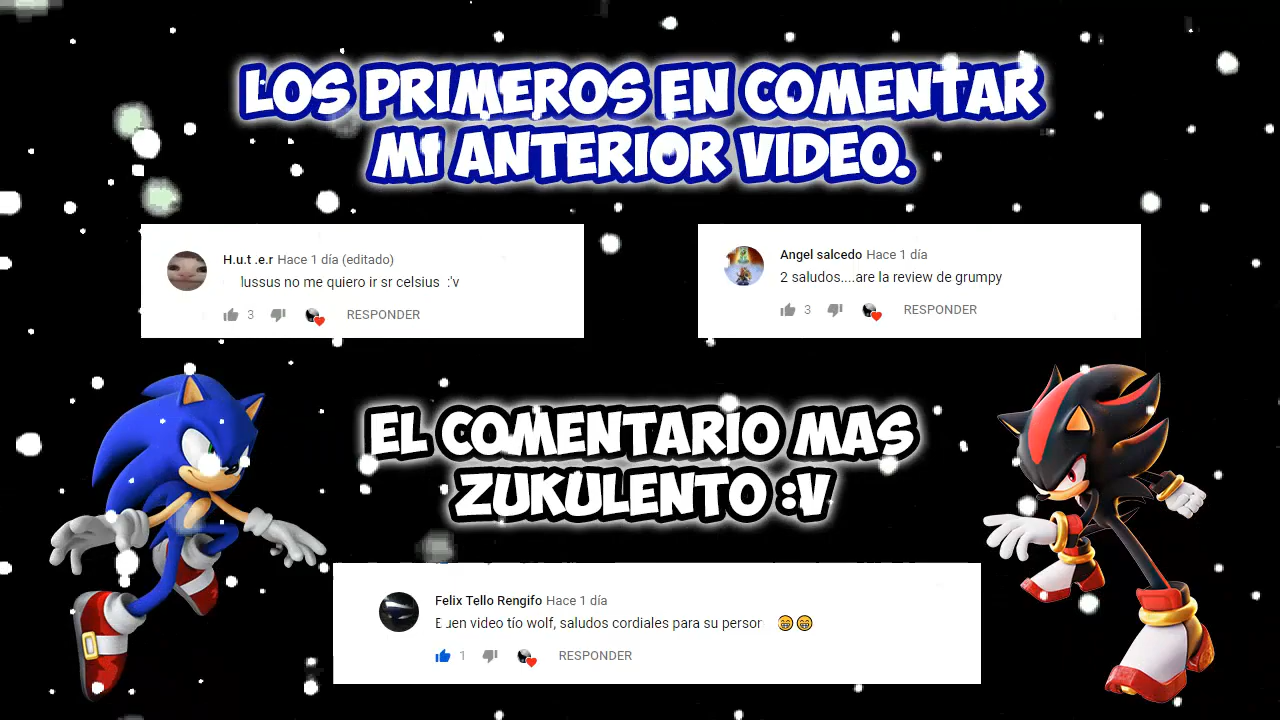 LOS PRIMEROS EN COMENTAR
MI ANTERIOR VIDEO.
H.u.t .e.r Hace 1 día (editado)
lussus no me quiero ir sr celsius :'v
3 RESPONDER
Angel salcedo Hace 1 día
2 saludos....are la review de grumpy
3 RESPONDER
EL COMENTARIO MAS
ZUKULENTO :V
Felix Tello Rengifo Hace 1 día
video tío wolf, saludos cordiales para su 😁😁
1 RESPONDER